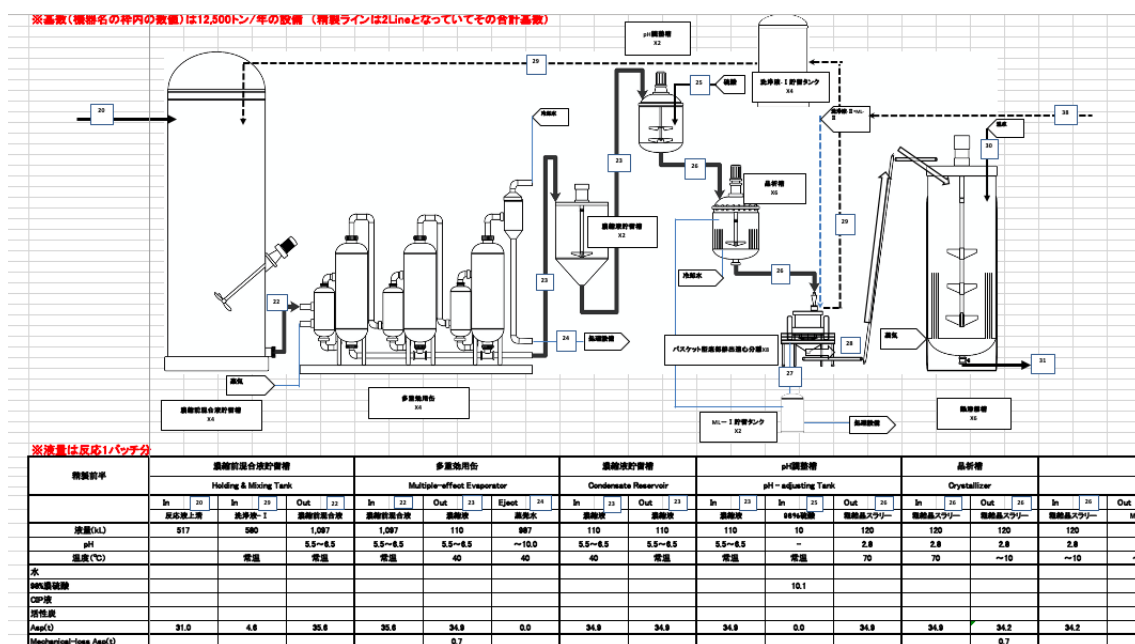 ※基数(機器名の枠内の数値)は12,500トン/年の設備 (精製ラインは2Lineとなっていてその合計基数)
pH調整槽
X2
29
25
硫酸
洗浄液-Ⅰ貯留タンク
X4
20
冷却水
38
30
23
26
晶析槽
X6
濃縮液貯留槽
X2
29
22
23
冷却水
26
24
処理設備
バスケット型底部排出遠心分離X8
28
蒸気
31
27
蒸気
濃縮前混合液貯留槽
X4
多重効用缶
X4
ML-Ⅰ貯留タンク
X2
処理設備
熱溶解槽
X6
※液量は反応1バッチ分
精製前半 濃縮前混合液貯留槽 多重効用缶 濃縮液貯留槽 pH調整槽 晶析槽
Holding & Mixing Tank Multiple-effect Evaporator Condensate Reservoir pH-adjusting Tank Crystallizer
In 20 In 29 Out 22 In 22 Out 23 Eject 24 In 23 Out 23 In 23 In 25 Out 26 In 26 Out 26 In 26 Out
反応液上清 洗浄液-Ⅰ 濃縮前混合液 濃縮前混合液 濃縮液 蒸発水 濃縮液 濃縮液 濃縮液 98%硫酸 粗結晶スラリー 粗結晶スラリー 粗結晶スラリー 粗結晶スラリー
液量(kL) 517 580 1,097 1,097 110 987 110 110 110 10 120 120 120 120
pH 5.5~6.5 5.5~6.5 5.5~6.5 ~10.0 5.5~6.5 5.5~6.5 5.5~6.5 - 2.8 2.8 2.8 2.8
温度(℃) 常温 常温 常温 40 40 40 常温 常温 常温 70 70 ~10 ~10
水
98%濃硫酸 10.1
CIP液
活性炭
Asp(t) 31.0 4.6 35.6 35.6 34.9 0.0 34.9 34.9 34.9 0.0 34.9 34.9 34.2 34.2
Mechanical-loss Asp(t) 0.7 0.7